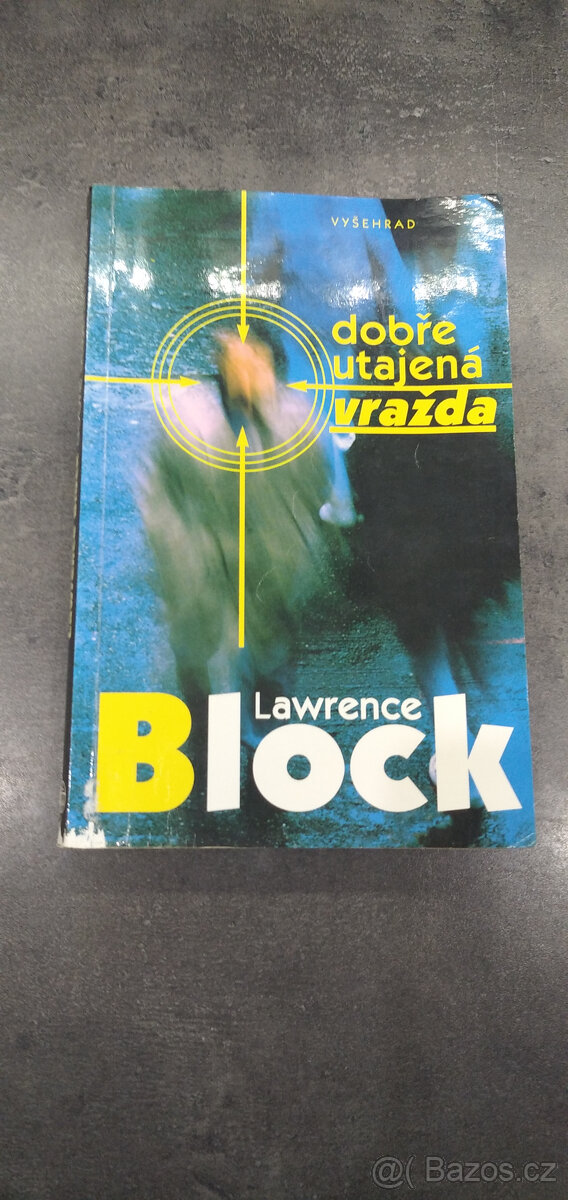 VYŠEHRAD
dobře
utajená
vražda
Lawrence
Block
@( Bazos.cz